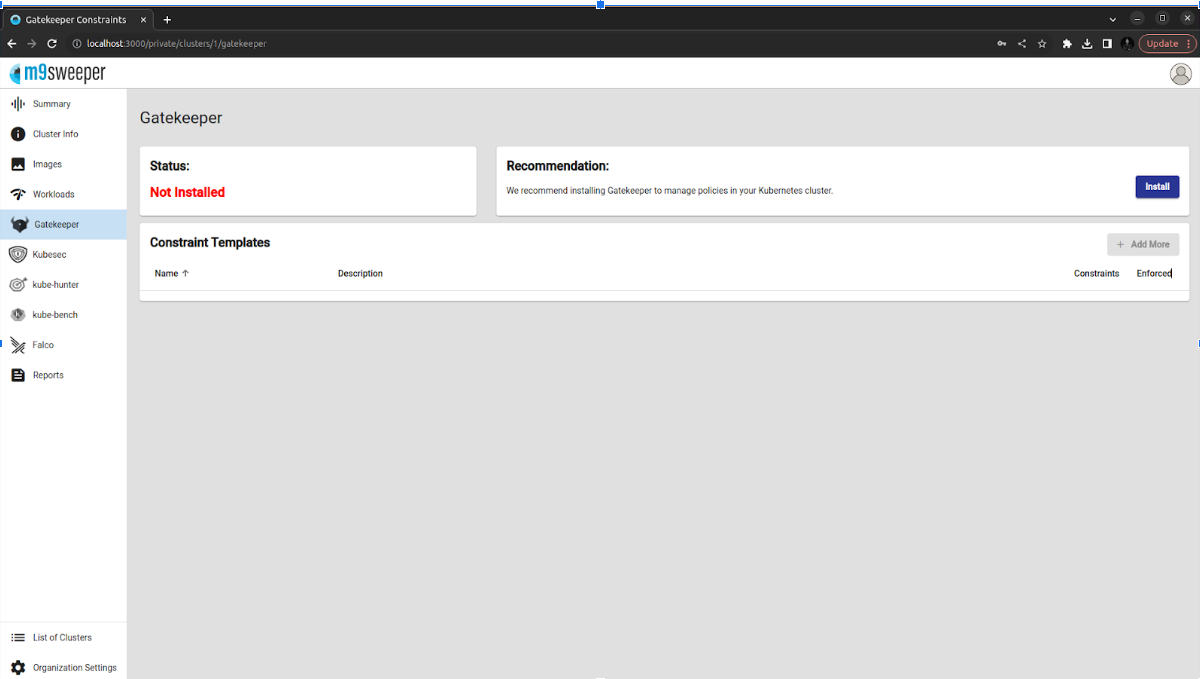 Gatekeeper Constraints
localhost:3000/private/clusters/1/gatekeeper
Update
m9sweeper
Summary
Cluster Info
Images
Workloads
Gatekeeper
Kubesec
kube-hunter
kube-bench
Falco
Reports
List of Clusters
Organization Settings
Gatekeeper
Status:
Not Installed
Recommendation:
We recommend installing Gatekeeper to manage policies in your Kubernetes cluster.
Install
Constraint Templates
+ Add More
Name ↑ Description Constraints Enforced